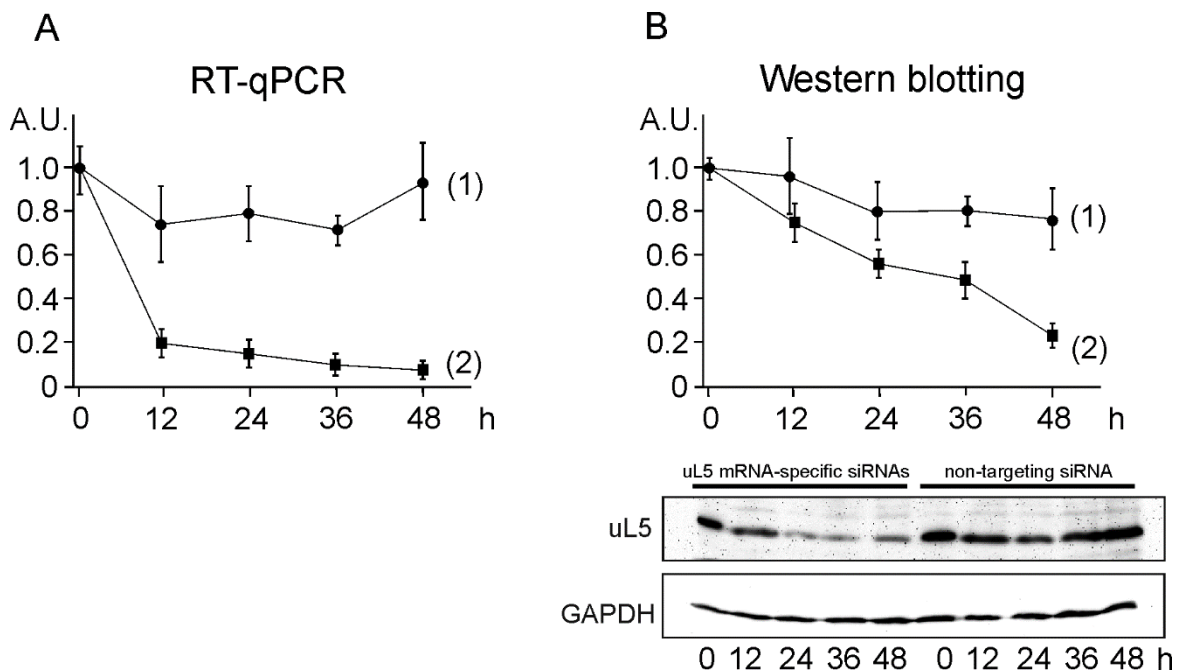 A
RT-qPCR
A.U.
1.0
0.8
0.6
0.4
0.2
0
0 12 24 36 48 h
(1)
(2)
B
Western blotting
A.U.
1.0
0.8
0.6
0.4
0.2
0
0 12 24 36 48 h
(1)
(2)
uL5 mRNA-specific siRNAs non-targeting siRNA
uL5
GAPDH
0 12 24 36 48 0 12 24 36 48 h